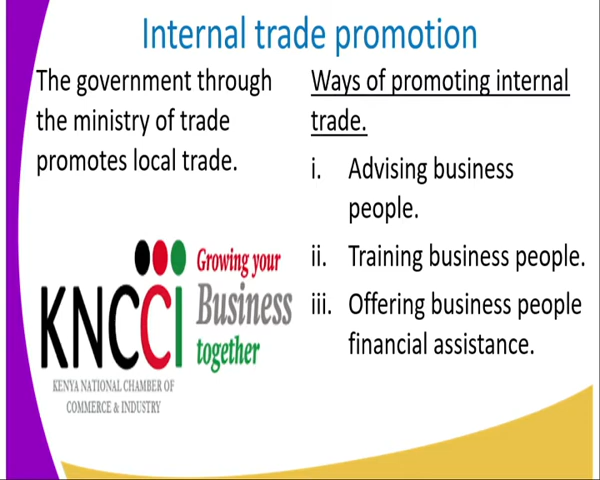 Internal trade promotion
The government through
the ministry of trade
promotes local trade.
KNCCI
Growing your
Business
together
KENYA NATIONAL CHAMBER OF
COMMERCE & INDUSTRY
Ways of promoting internal
trade.
i. Advising business
people.
ii. Training business people.
iii. Offering business people
financial assistance.